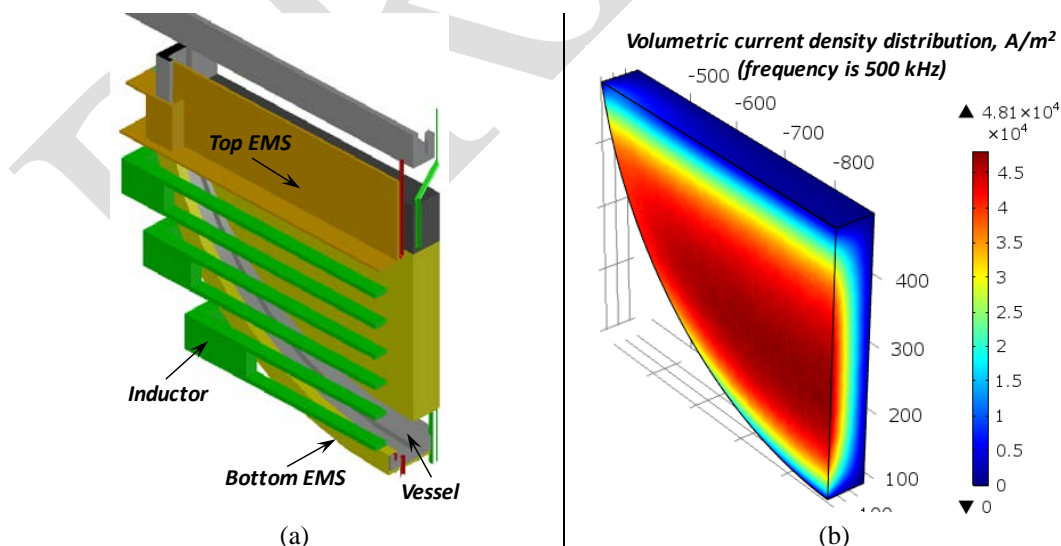 Top EMS
Inductor
Bottom EMS
Vessel
(a)
Volumetric current density distribution, A/m²
(frequency is 500 kHz)
-500
-600
-700
-800
400
300
200
100
▲ 4.81×10⁴
×10⁴
4.5
4
3.5
3
2.5
2
1.5
1
0.5
0
▼ 0
(b)